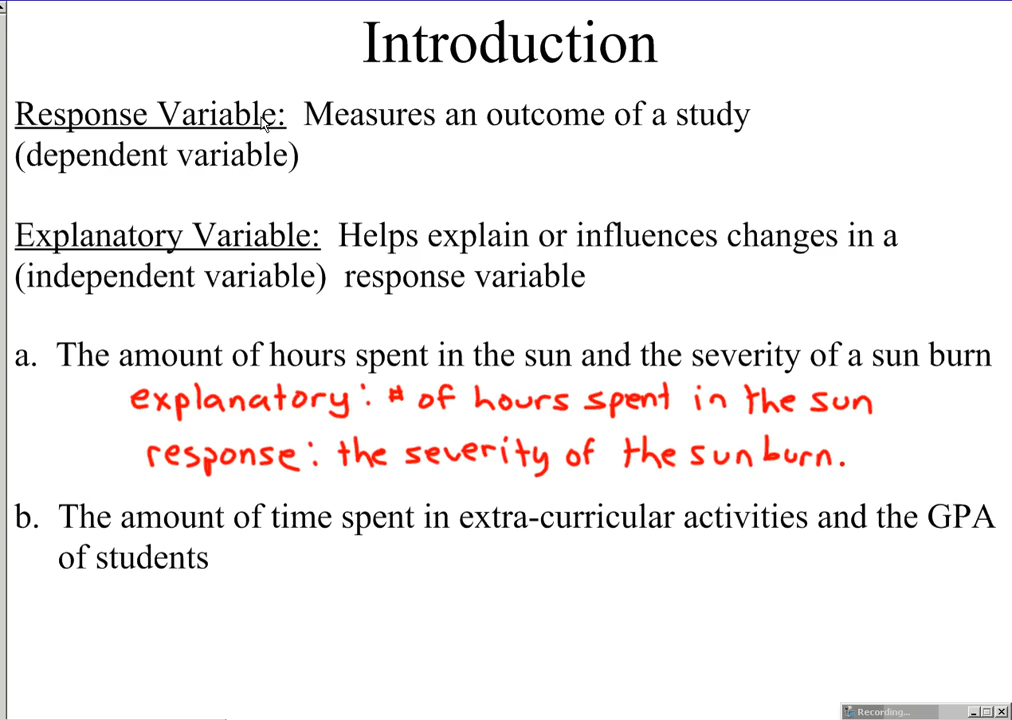 Introduction
Response Variable: Measures an outcome of a study
(dependent variable)
Explanatory Variable: Helps explain or influences changes in a
(independent variable) response variable
a. The amount of hours spent in the sun and the severity of a sun burn
explanatory: # of hours spent in the sun
response: the severity of the sun burn.
b. The amount of time spent in extra-curricular activities and the GPA
of students
Recording...